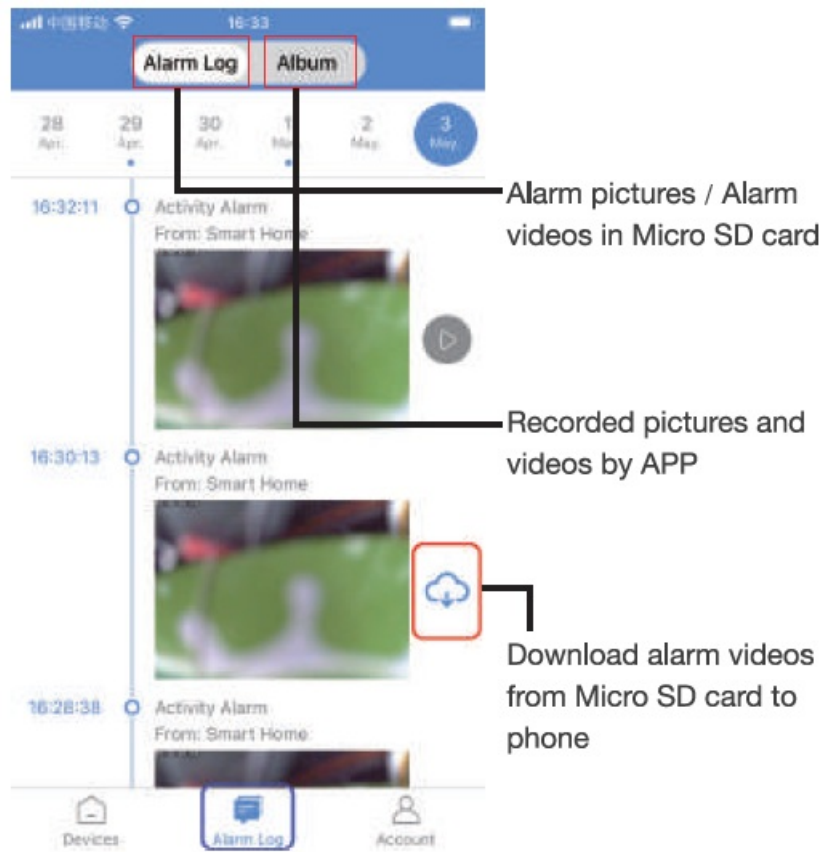 中国移动 16:33
Alarm Log Album
28 29 30 1 2 3
Apr. Apr. Apr. May. May. May.
Alarm pictures / Alarm
videos in Micro SD card
16:32:11 Activity Alarm
From: Smart Home
Recorded pictures and
videos by APP
16:30:13 Activity Alarm
From: Smart Home
Download alarm videos
from Micro SD card to
phone
16:28:38 Activity Alarm
From: Smart Home
Devices Alarm Log Account